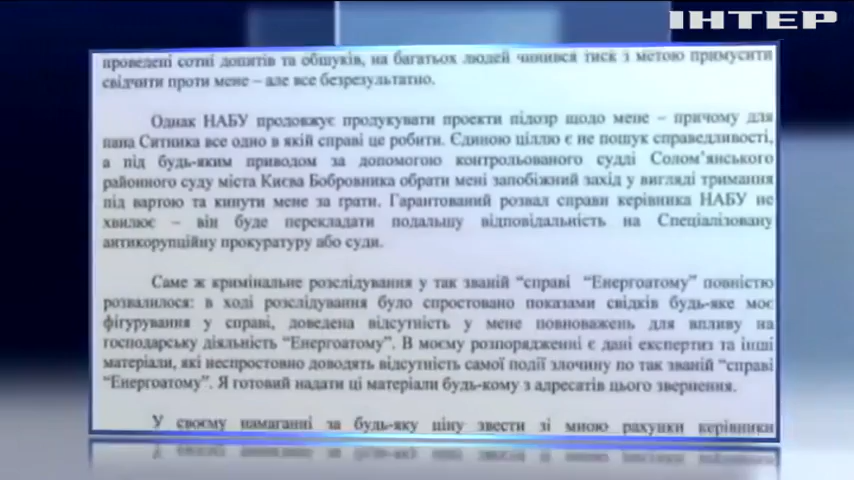 ІНТЕР
проведені сотні допитів та обшуків, на багатьох людей чинився тиск з метою примусити
свідчити проти мене – але все безрезультатно.
Однак НАБУ продовжує продукувати проекти підозр щодо мене – причому для
пана Ситника все одно в якій справі це робити. Єдиною ціллю є не пошук справедливості,
а під будь-яким приводом за допомогою контрольованого судді Солом’янського
районного суду міста Києва Бобровника обрати мені запобіжний захід у вигляді тримання
під вартою та кинути мене за ґрати. Гарантований розвал справи керівника НАБУ не
хвилює – він буде перекладати подальшу відповідальність на Спеціалізовану
антикорупційну прокуратуру або суди.
Саме ж кримінальне розслідування у так званій “справі “Енергоатому” повністю
розвалилося: в ході розслідування було спростовано показами свідків будь-яке моє
фігурування у справі, доведена відсутність у мене повноважень для впливу на
господарську діяльність “Енергоатому”. В моєму розпорядженні є дані експертиз та інші
матеріали, які неспростовно доводять відсутність самої події злочину по так званій “справі
“Енергоатому”. Я готовий надати ці матеріали будь-кому з адресатів цього звернення.
У своєму намаганні за будь-яку ціну звести зі мною рахунки керівники